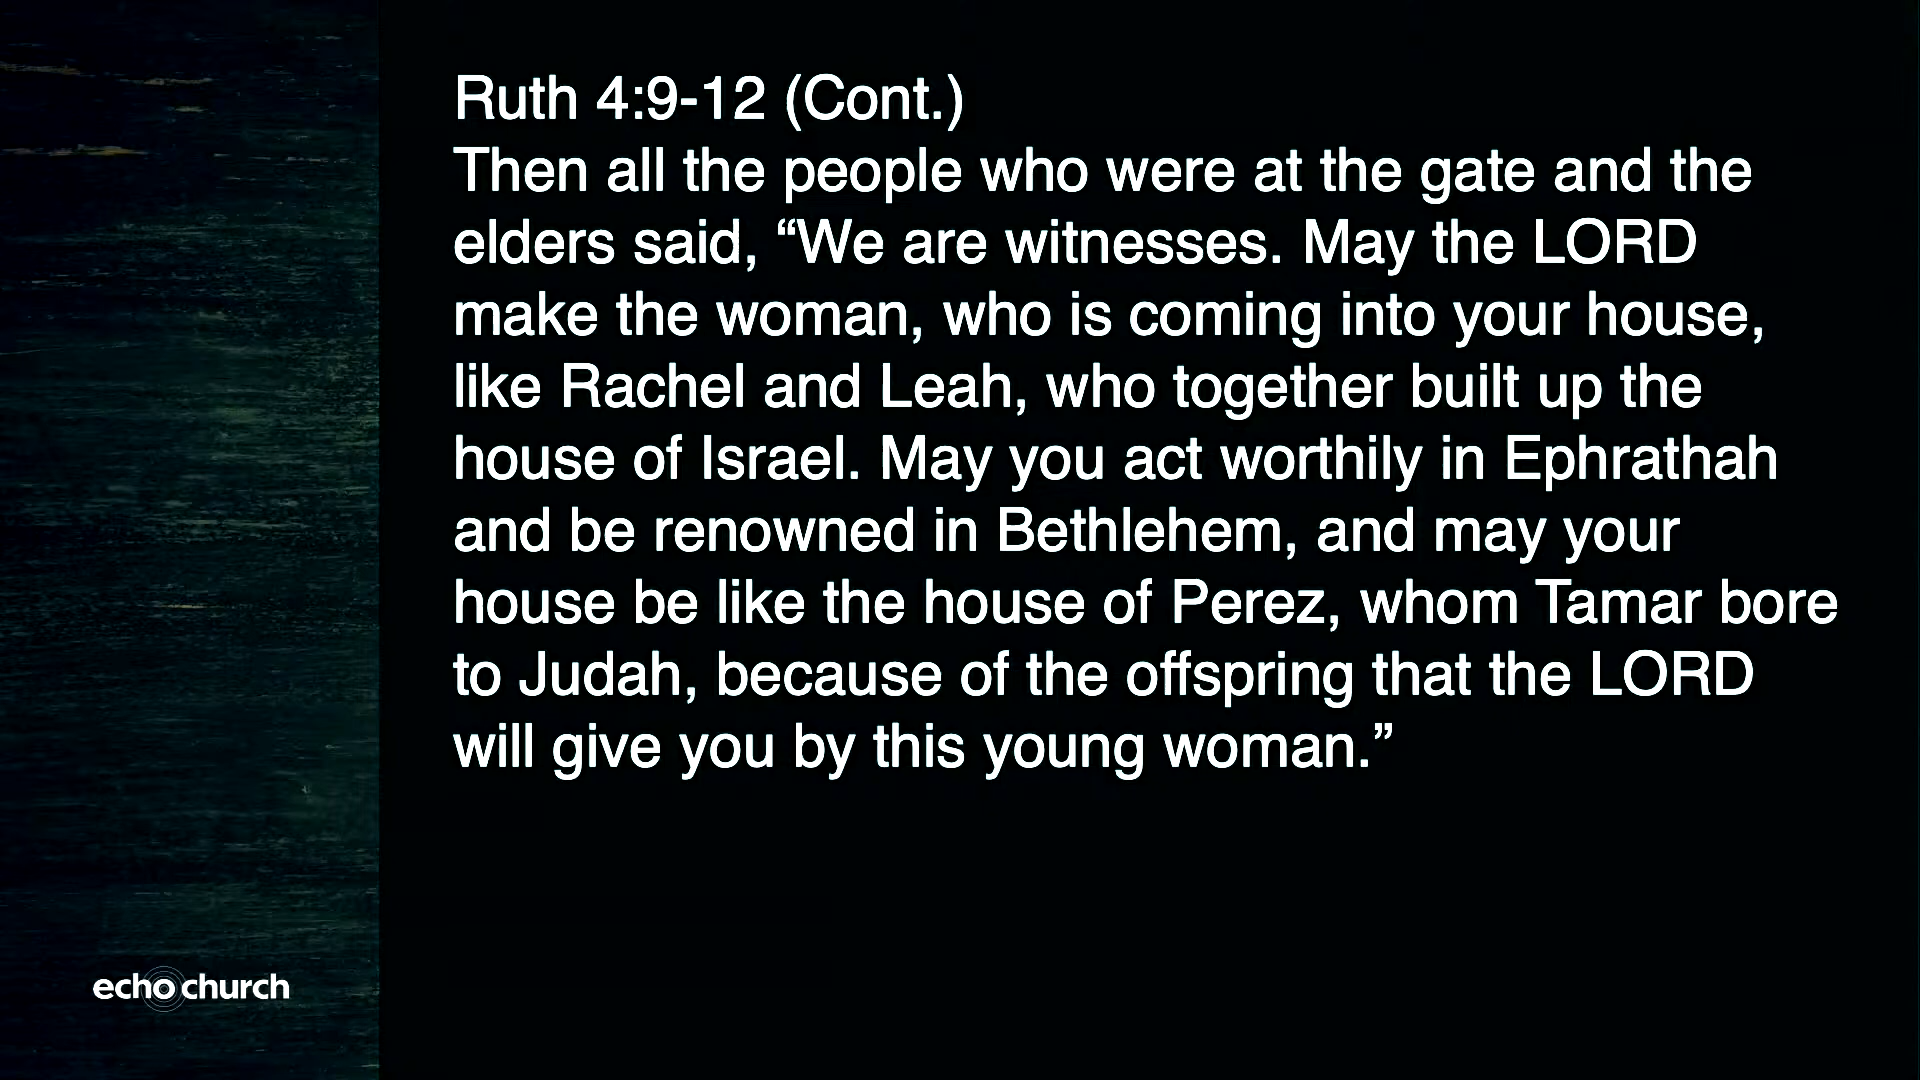 Ruth 4:9-12 (Cont.)
Then all the people who were at the gate and the
elders said, “We are witnesses. May the LORD
make the woman, who is coming into your house,
like Rachel and Leah, who together built up the
house of Israel. May you act worthily in Ephrathah
and be renowned in Bethlehem, and may your
house be like the house of Perez, whom Tamar bore
to Judah, because of the offspring that the LORD
will give you by this young woman.”
echo church